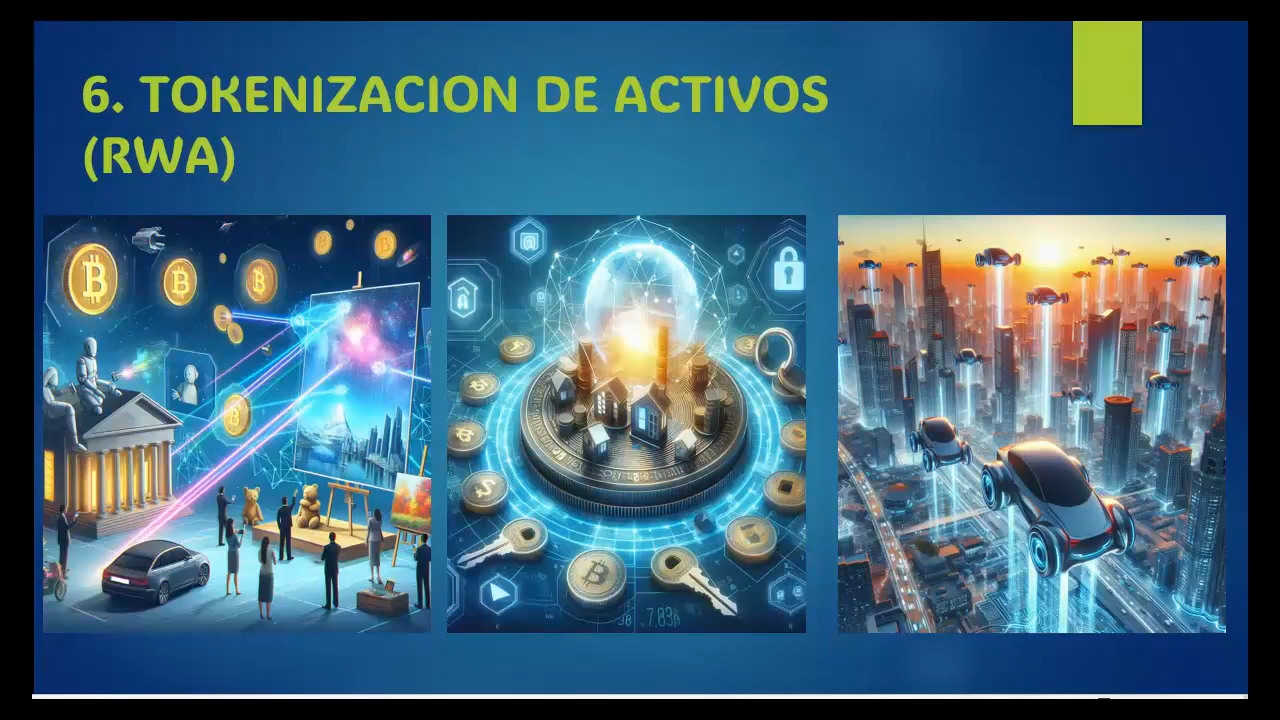 6. TOKENIZACION DE ACTIVOS
(RWA)